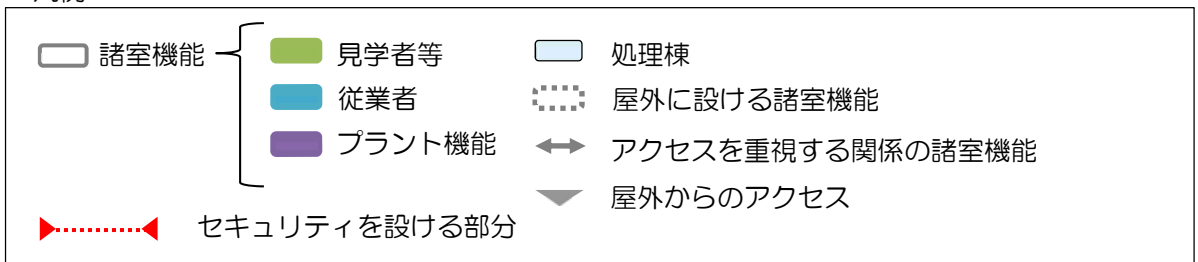 諸室機能
見学者等
従業者
プラント機能
処理棟
屋外に設ける諸室機能
アクセスを重視する関係の諸室機能
屋外からのアクセス
セキュリティを設ける部分